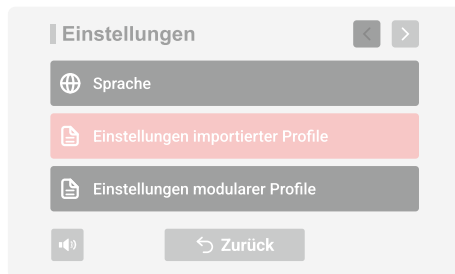 Einstellungen
Sprache
Einstellungen importierter Profile
Einstellungen modularer Profile
Zurück